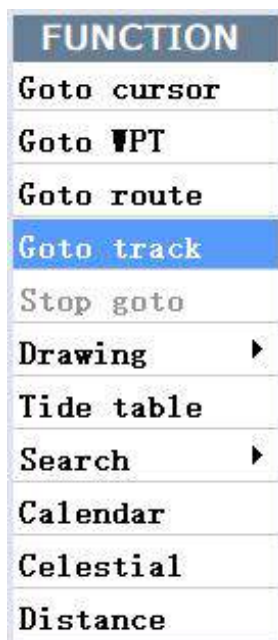 FUNCTION
Goto cursor
Goto WPT
Goto route
Goto track
Stop goto
Drawing
Tide table
Search
Calendar
Celestial
Distance